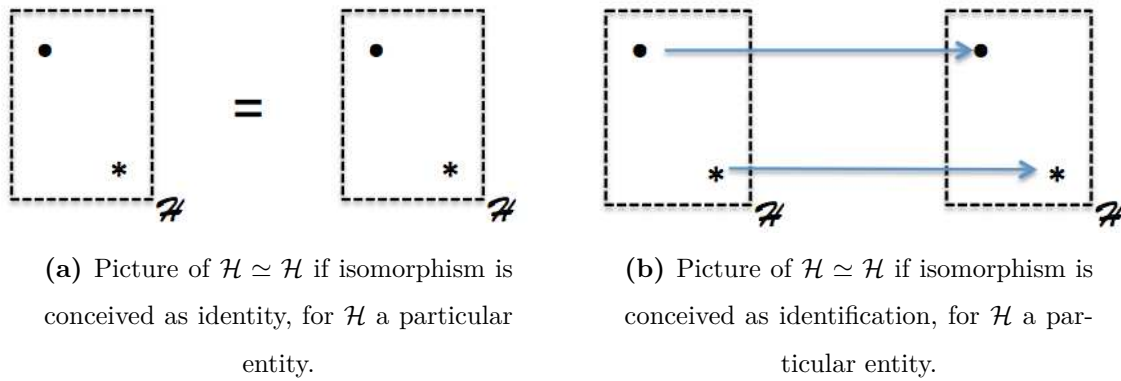 • • • •
=
* * * *
ℋ ℋ ℋ ℋ
(a) Picture of ℋ ≃ ℋ if isomorphism is
conceived as identity, for ℋ a particular
entity.
(b) Picture of ℋ ≃ ℋ if isomorphism is
conceived as identification, for ℋ a par-
ticular entity.